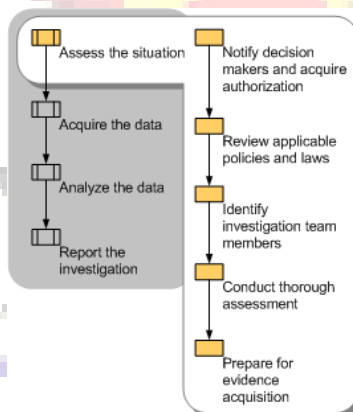 Assess the situation
Acquire the data
Analyze the data
Report the
investigation
Notify decision
makers and acquire
authorization
Review applicable
policies and laws
Identify
investigation team
members
Conduct thorough
assessment
Prepare for
evidence
acquisition